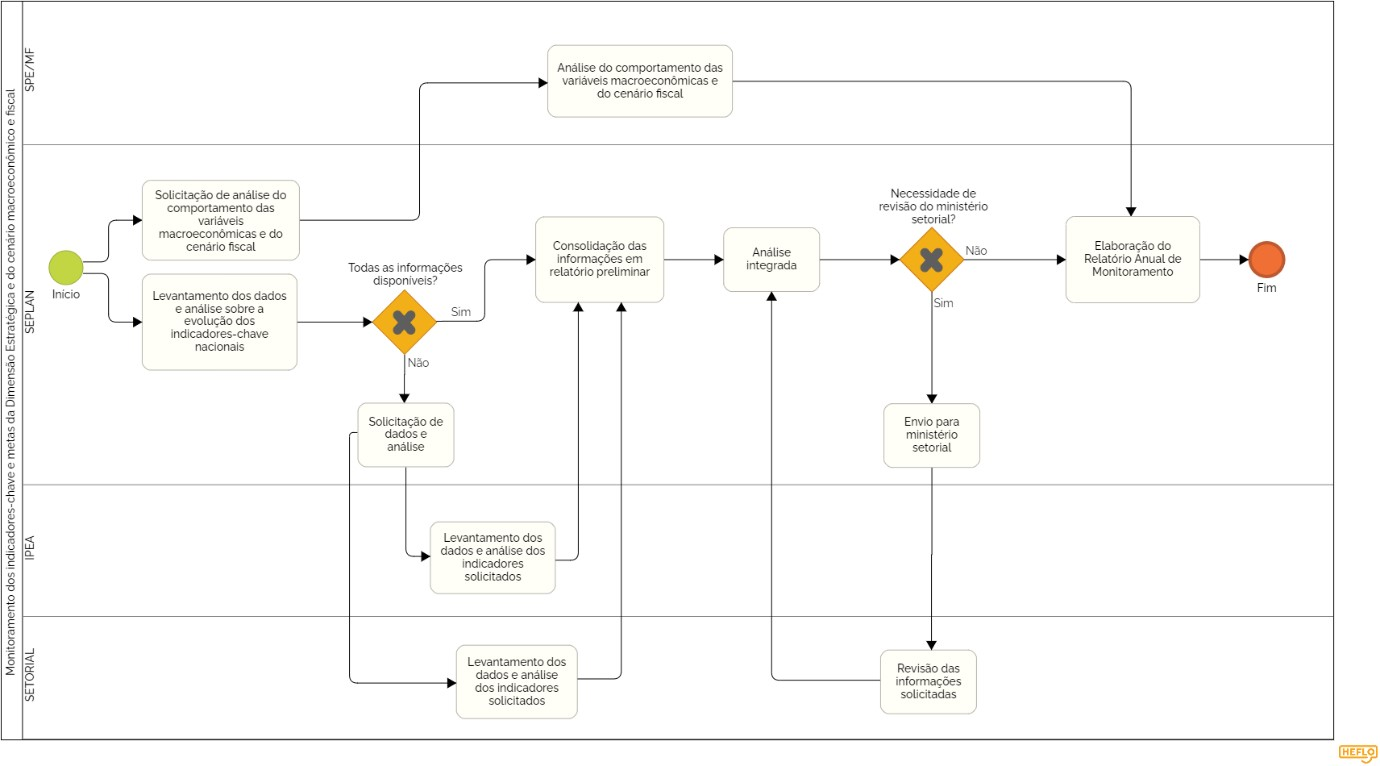 Monitoramento dos indicadores-chave e metas da Dimensão Estratégica e do cenário macroeconômico e fiscal
SPE/MF
Análise do comportamento das
variáveis macroeconômicas e
do cenário fiscal
SEPLAN
Início
Solicitação de análise do
comportamento das
variáveis
macroeconômicas e do
cenário fiscal
Levantamento dos dados
e análise sobre a
evolução dos
indicadores-chave
nacionais
Todas as informações
disponíveis?
Sim
Não
Solicitação de
dados e
análise
Consolidação das
informações em
relatório preliminar
Análise
integrada
Necessidade de
revisão do ministério
setorial?
Não
Sim
Envio para
ministério
setorial
Elaboração do
Relatório Anual de
Monitoramento
Fim
IPEA
Levantamento dos
dados e análise dos
indicadores
solicitados
SETORIAL
Levantamento dos
dados e análise
dos indicadores
solicitados
Revisão das
informações
solicitadas
HEFLO